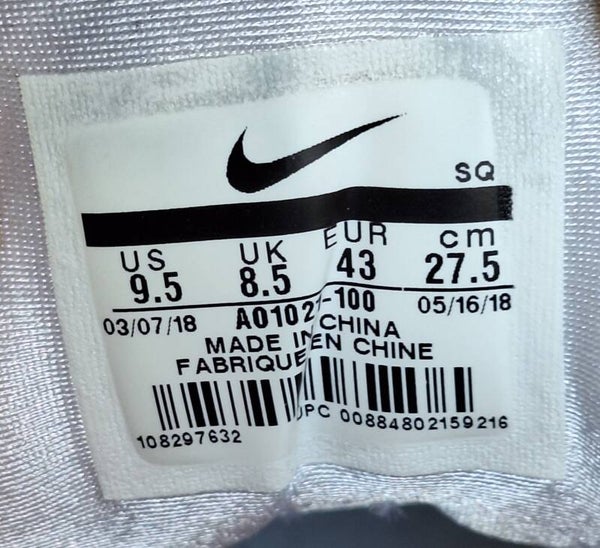 SQ
US UK EUR cm
9.5 8.5 43 27.5
03/07/18 -100 05/16/18
MADE IN CHINA
FABRIQUE EN CHINE
108297632 UPC 00884802159216